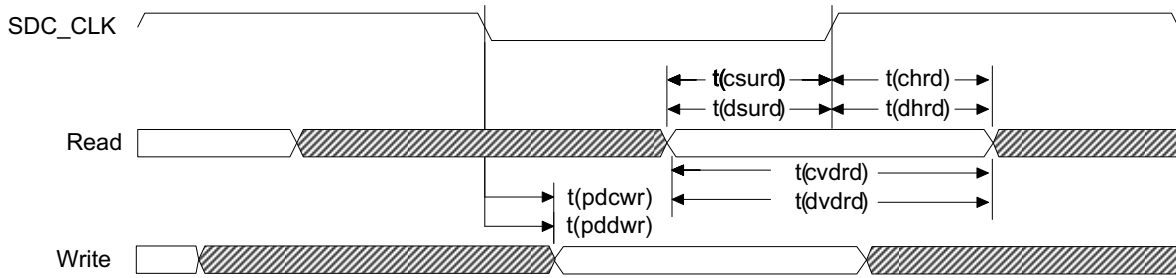 SDC_CLK
t(csurd) t(chrd)
t(dsurd) t(dhrd)
Read
t(cvdrd)
t(pdcwr) t(dvdrd)
t(pddwr)
Write